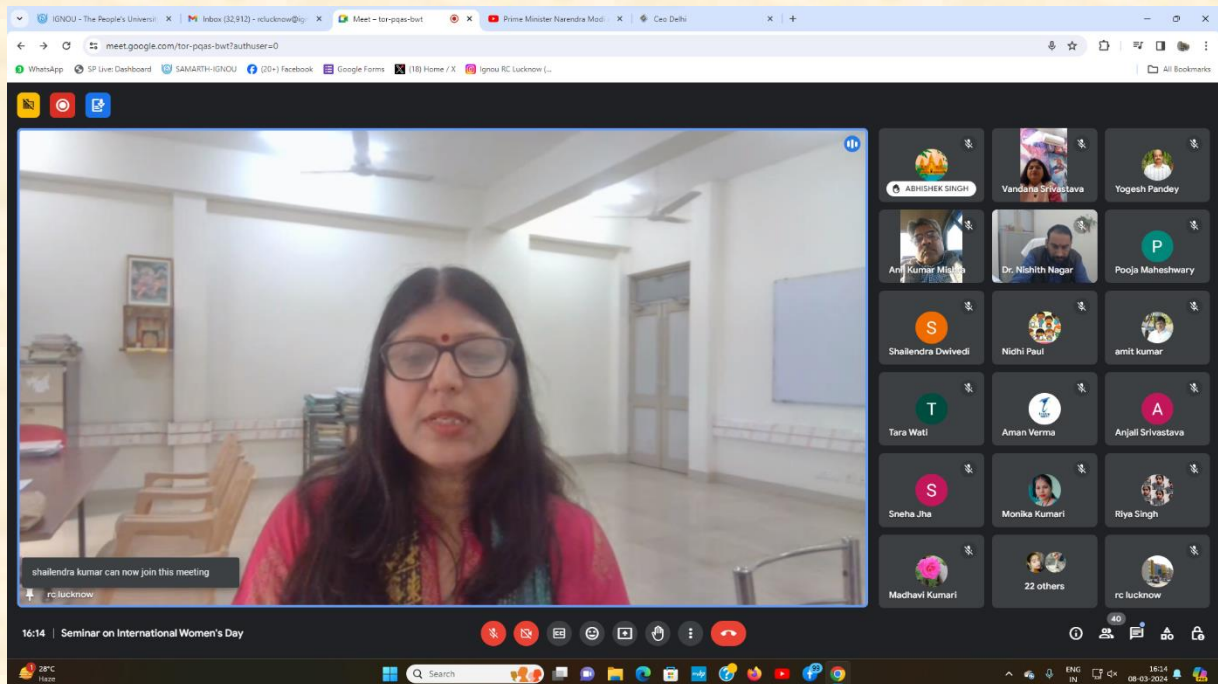 IGNOU - The People's Universit
Inbox (32,912) - rclucknow@ig
Meet – tor-pqas-bwt
Prime Minister Narendra Modi
Ceo Delhi
meet.google.com/tor-pqas-bwt?authuser=0
WhatsApp
SP Live: Dashboard
SAMARTH-IGNOU
(20+) Facebook
Google Forms
(18) Home / X
Ignou RC Lucknow (...
All Bookmarks
ABHISHEK SINGH
Vandana Srivastava
Yogesh Pandey
Anil Kumar Mishra
Dr. Nishith Nagar
P
Pooja Maheshwary
S
Shailendra Dwivedi
Nidhi Paul
amit kumar
T
Tara Wati
Aman Verma
A
Anjali Srivastava
S
Sneha Jha
Monika Kumari
Riya Singh
Madhavi Kumari
22 others
rc lucknow
shailendra kumar can now join this meeting
rc lucknow
16:14 | Seminar on International Women's Day
40
1
28°C
Haze
Search
99
ENG
IN
16:14
08-03-2024